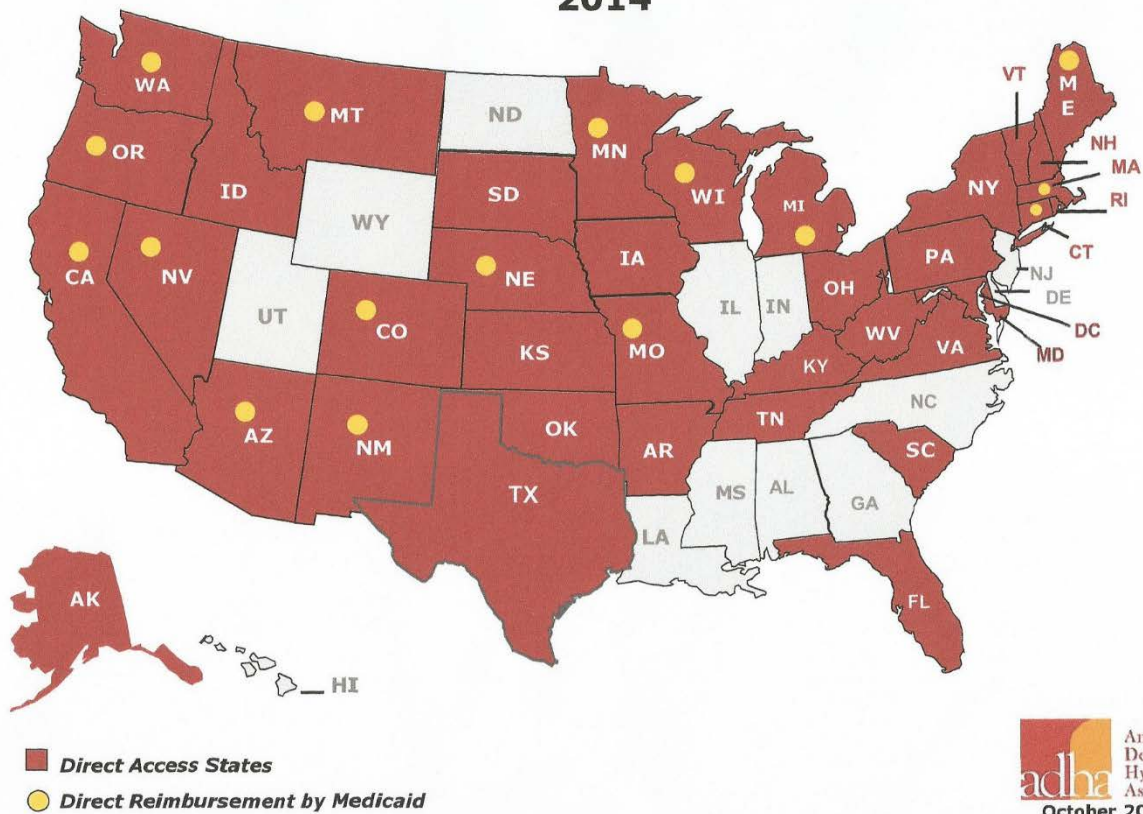 2014
WA
MT
ND
MN
ME
VT
NH
MA
RI
CT
OR
ID
WY
SD
WI
MI
NY
PA
NJ
DE
DC
MD
CA
NV
UT
CO
NE
IA
IL
IN
OH
WV
VA
KS
MO
KY
NC
AZ
NM
OK
AR
TN
SC
TX
LA
MS
AL
GA
FL
AK
HI
Direct Access States
Direct Reimbursement by Medicaid
adha
October